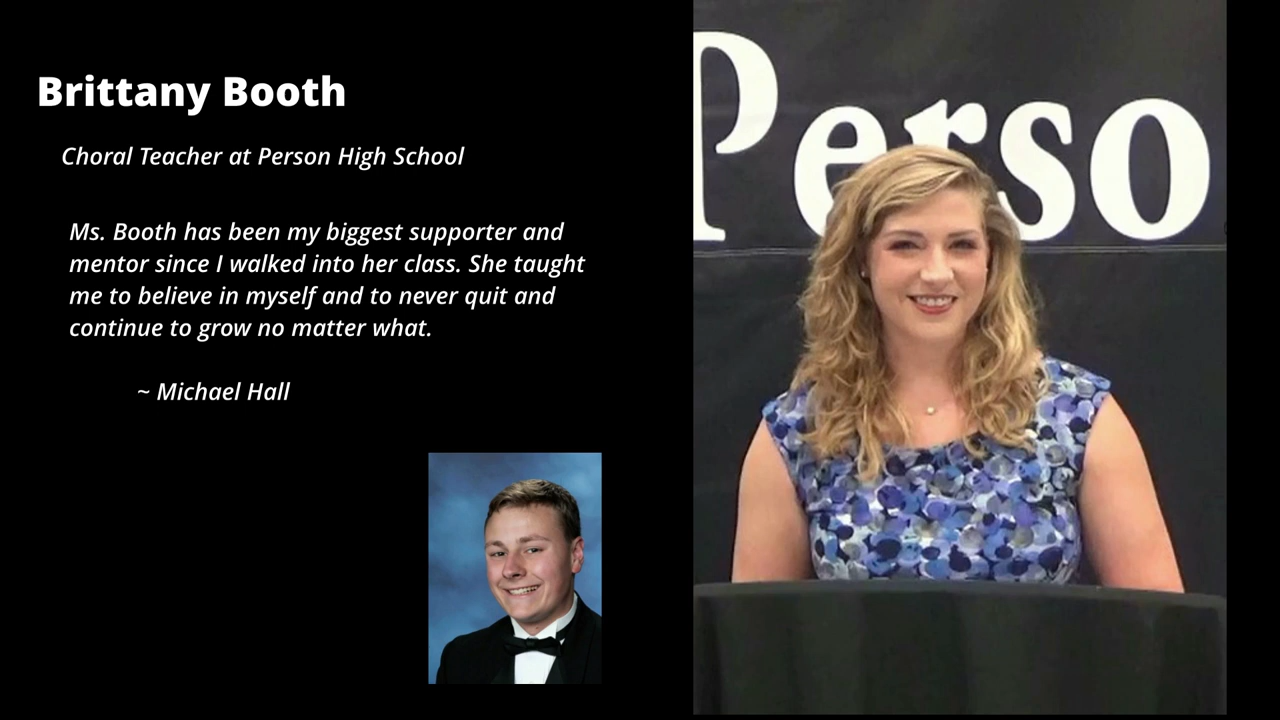 Brittany Booth
Choral Teacher at Person High School
Ms. Booth has been my biggest supporter and
mentor since I walked into her class. She taught
me to believe in myself and to never quit and
continue to grow no matter what.
~ Michael Hall
Perso